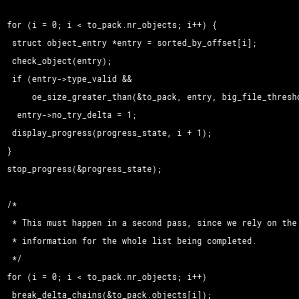 for (i = 0; i < to_pack.nr_objects; i++) {
struct object_entry *entry = sorted_by_offset[i];
check_object(entry);
if (entry->type_valid &&
oe_size_greater_than(&to_pack, entry, big_file_thresho
entry->no_try_delta = 1;
display_progress(progress_state, i + 1);
}
stop_progress(&progress_state);

/*
* This must happen in a second pass, since we rely on the
* information for the whole list being completed.
*/
for (i = 0; i < to_pack.nr_objects; i++)
break_delta_chains(&to_pack.objects[i]);